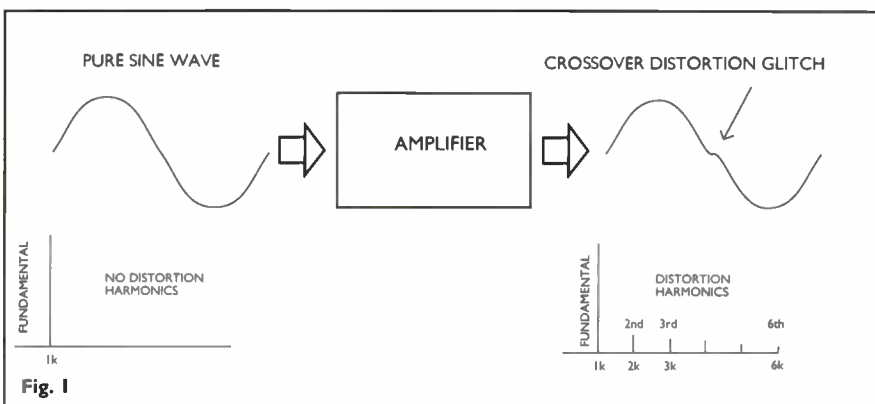 PURE SINE WAVE
CROSSOVER DISTORTION GLITCH
AMPLIFIER
FUNDAMENTAL
NO DISTORTION
HARMONICS
1k
FUNDAMENTAL
DISTORTION
HARMONICS
2nd 3rd 6th
1k 2k 3k 6k
Fig. 1